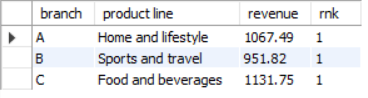 branch product line revenue rnk
A Home and lifestyle 1067.49 1
B Sports and travel 951.82 1
C Food and beverages 1131.75 1